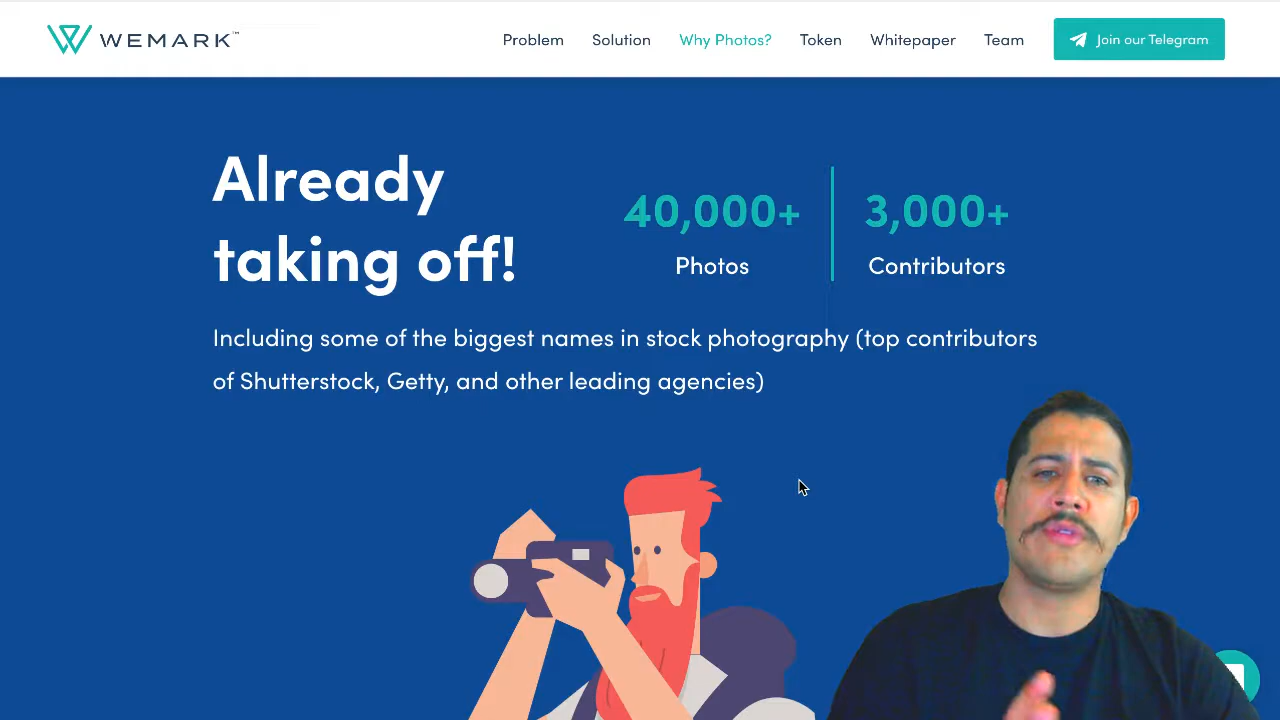 WEMARK™
Problem Solution Why Photos? Token Whitepaper Team Join our Telegram
Already
taking off!
40,000+
Photos
3,000+
Contributors
Including some of the biggest names in stock photography (top contributors
of Shutterstock, Getty, and other leading agencies)